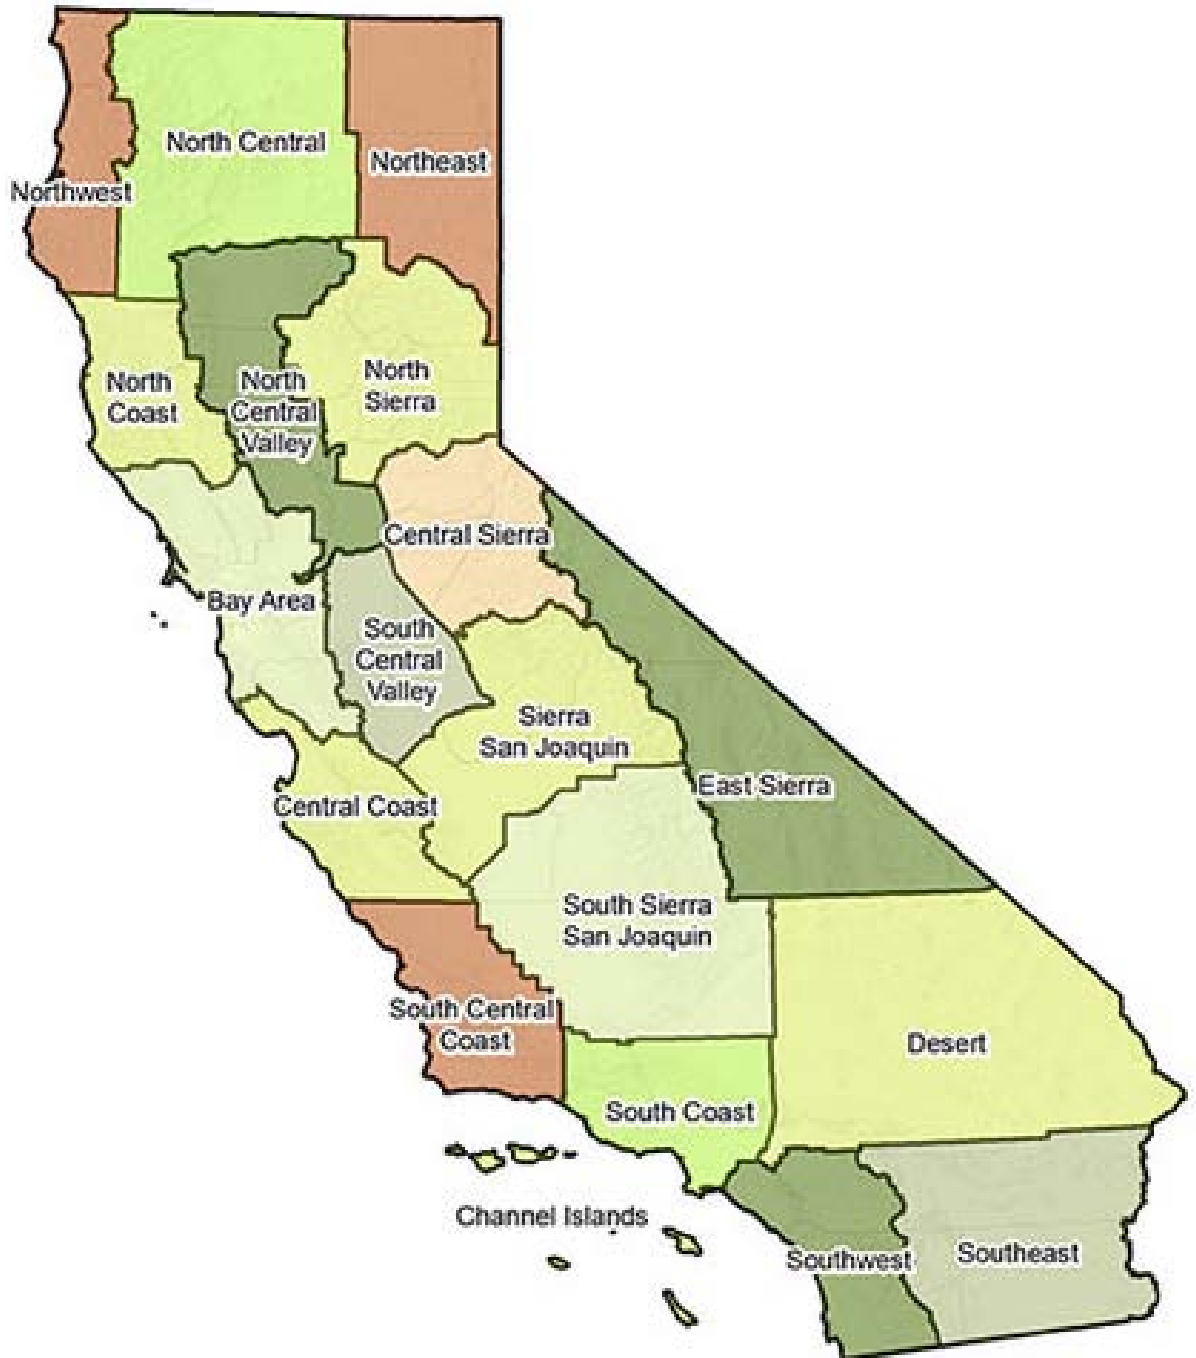 North Central
Northeast
Northwest
North
Sierra
North
Coast
North
Central
Valley
Central Sierra
Bay Area
South
Central
Valley
Sierra
San Joaquin
East Sierra
Central Coast
South Sierra
San Joaquin
South Central
Coast
Desert
South Coast
Channel Islands
Southwest
Southeast